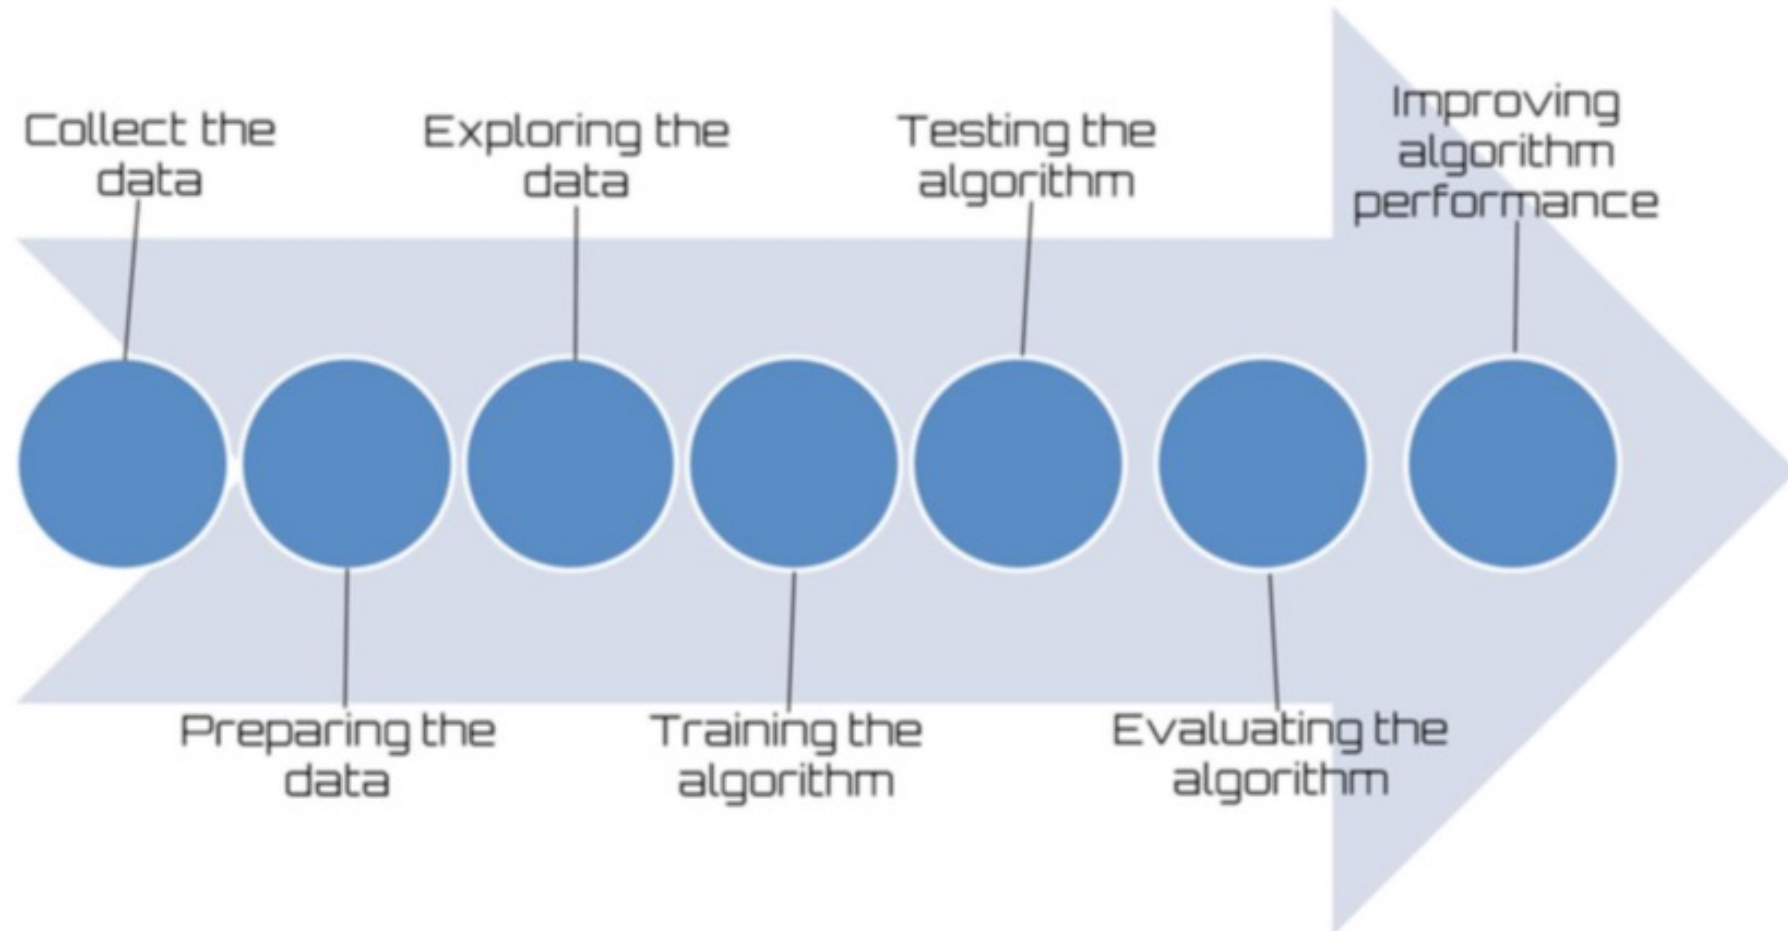 Collect the
data
Preparing the
data
Exploring the
data
Training the
algorithm
Testing the
algorithm
Evaluating the
algorithm
Improving
algorithm
performance